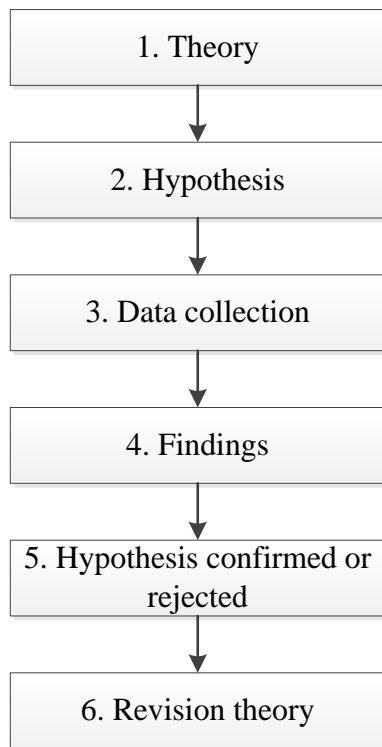 1. Theory
2. Hypothesis
3. Data collection
4. Findings
5. Hypothesis confirmed or
rejected
6. Revision theory